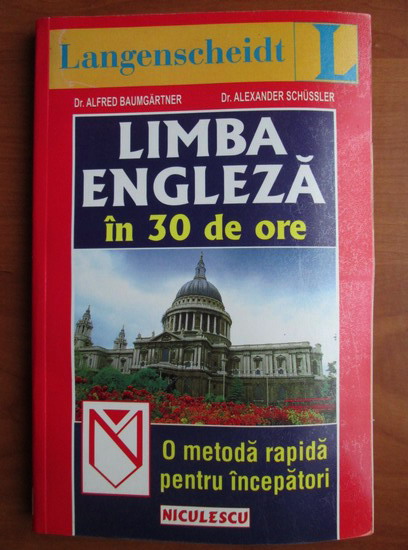 Langenscheidt L
Dr. ALFRED BAUMGÄRTNER Dr. ALEXANDER SCHÜSSLER
LIMBA
ENGLEZĂ
în 30 de ore
O metodă rapidă
pentru începători
NICULESCU